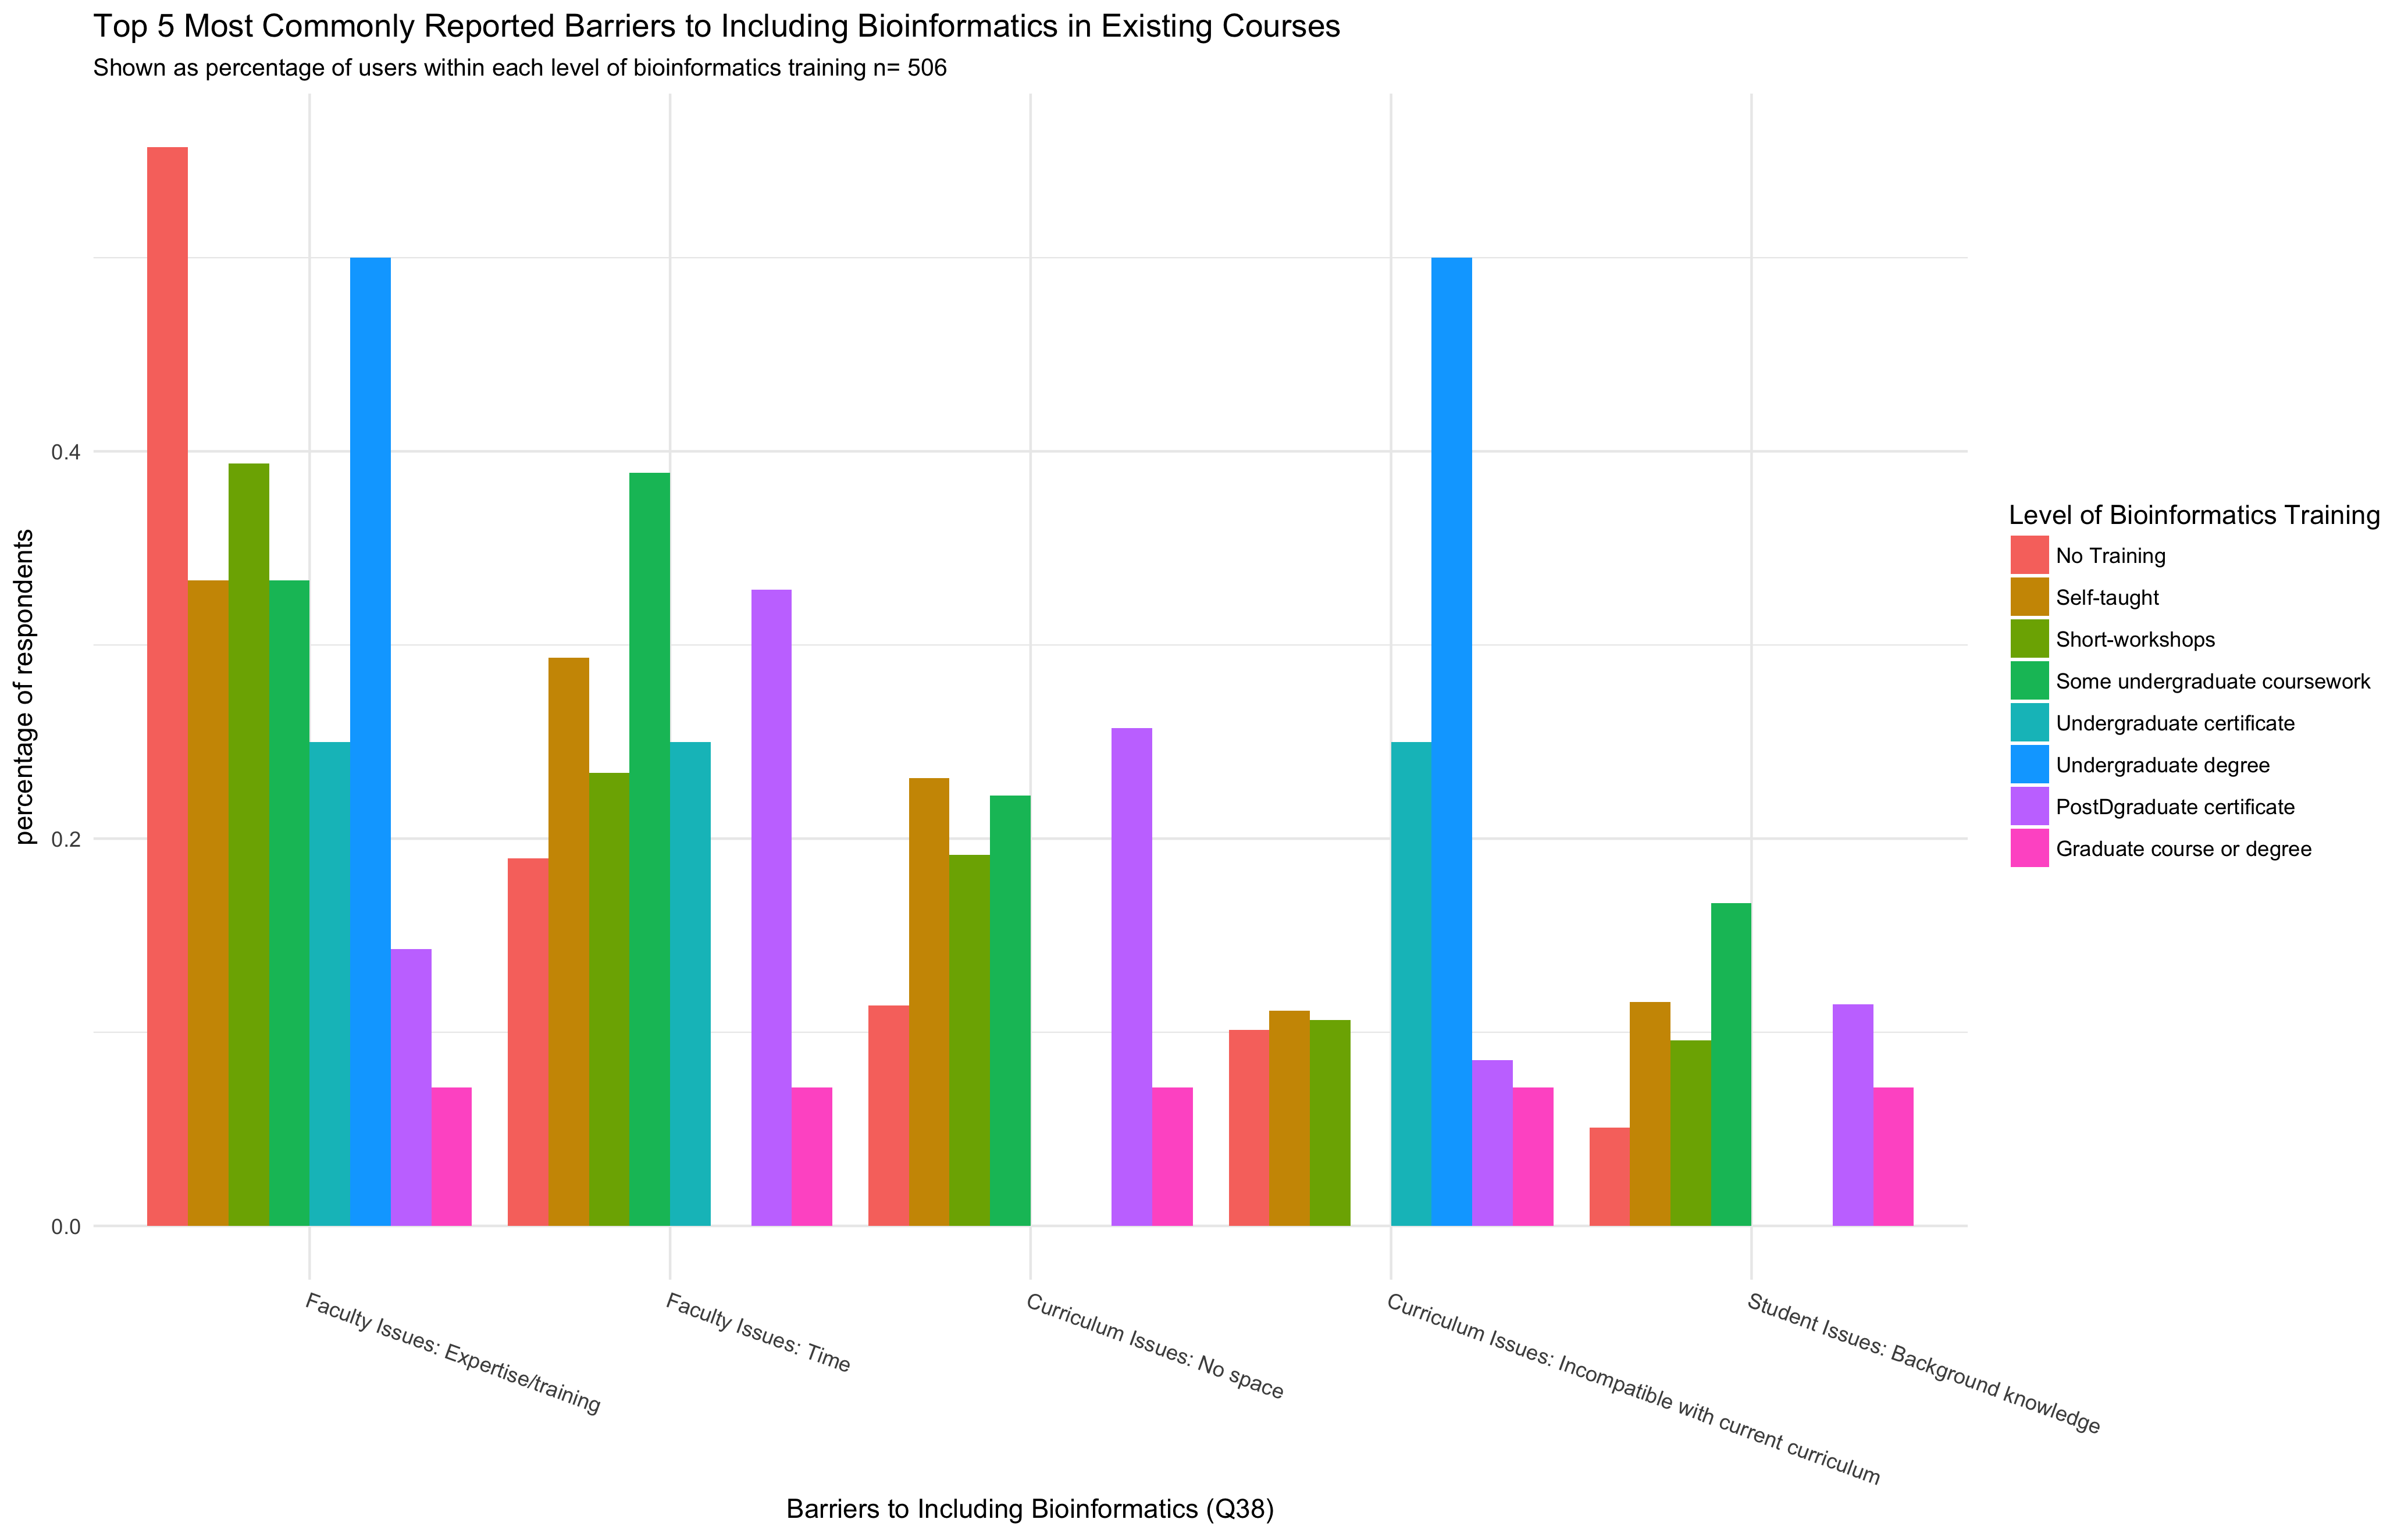 Top 5 Most Commonly Reported Barriers to Including Bioinformatics in Existing Courses
Shown as percentage of users within each level of bioinformatics training n= 506
percentage of respondents
0.4
0.2
0.0
Faculty Issues: Expertise/training
Faculty Issues: Time
Curriculum Issues: No space
Curriculum Issues: Incompatible with current curriculum
Student Issues: Background knowledge
Barriers to Including Bioinformatics (Q38)
Level of Bioinformatics Training
No Training
Self-taught
Short-workshops
Some undergraduate coursework
Undergraduate certificate
Undergraduate degree
PostDgraduate certificate
Graduate course or degree